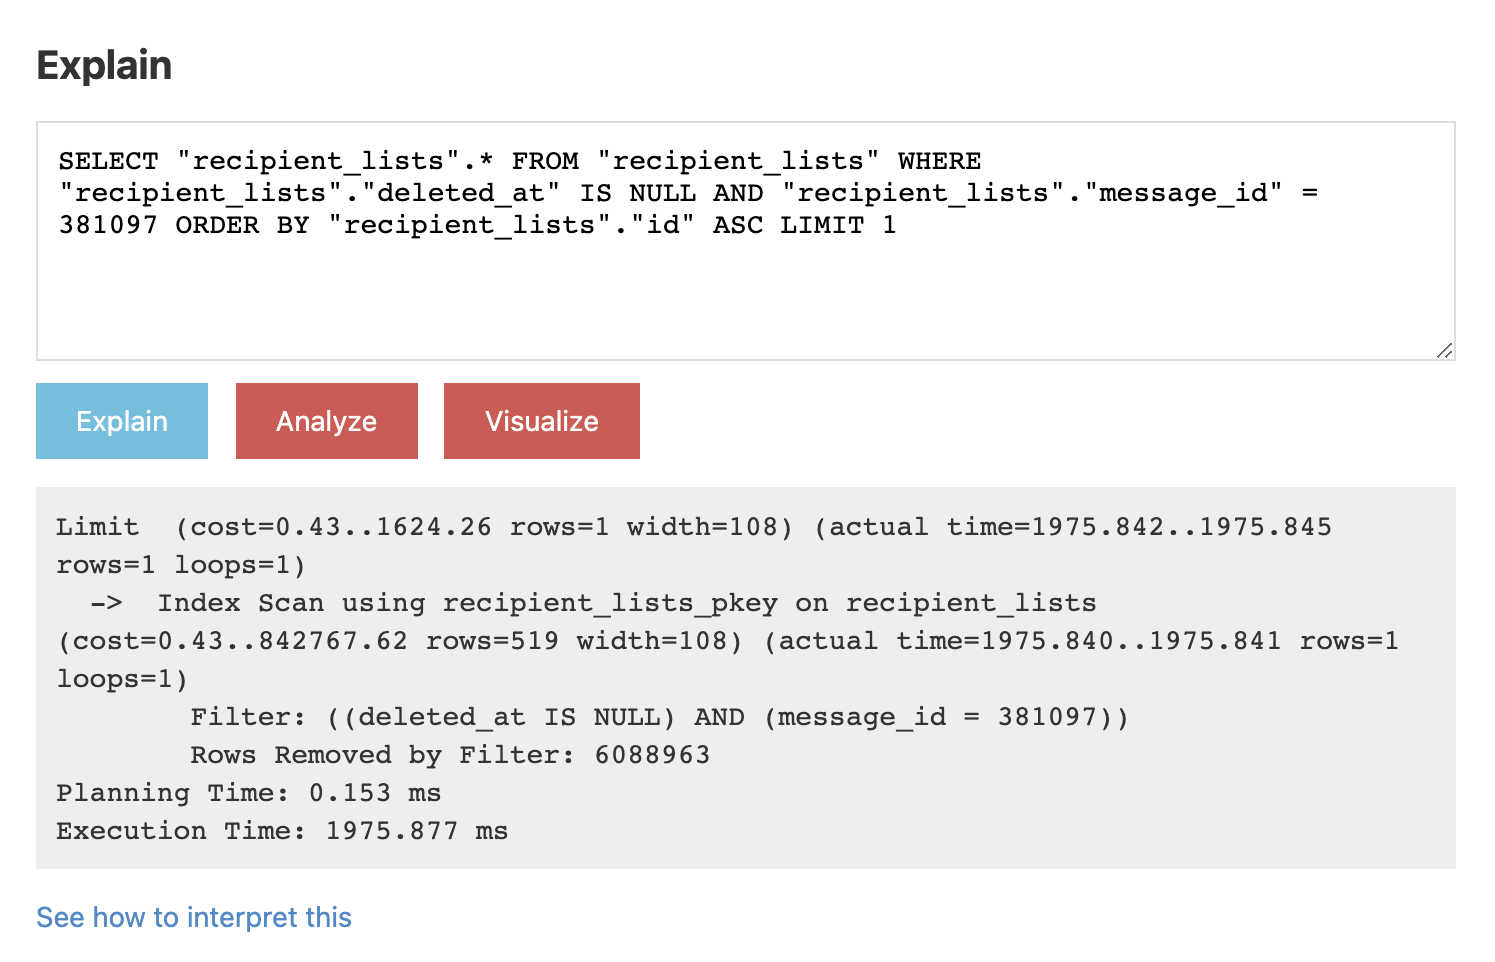 Explain
SELECT "recipient_lists".* FROM "recipient_lists" WHERE
"recipient_lists"."deleted_at" IS NULL AND "recipient_lists"."message_id" =
381097 ORDER BY "recipient_lists"."id" ASC LIMIT 1
Explain Analyze Visualize
Limit  (cost=0.43..1624.26 rows=1 width=108) (actual time=1975.842..1975.845
rows=1 loops=1)
  ->  Index Scan using recipient_lists_pkey on recipient_lists
(cost=0.43..842767.62 rows=519 width=108) (actual time=1975.840..1975.841 rows=1
loops=1)
        Filter: ((deleted_at IS NULL) AND (message_id = 381097))
        Rows Removed by Filter: 6088963
Planning Time: 0.153 ms
Execution Time: 1975.877 ms
See how to interpret this